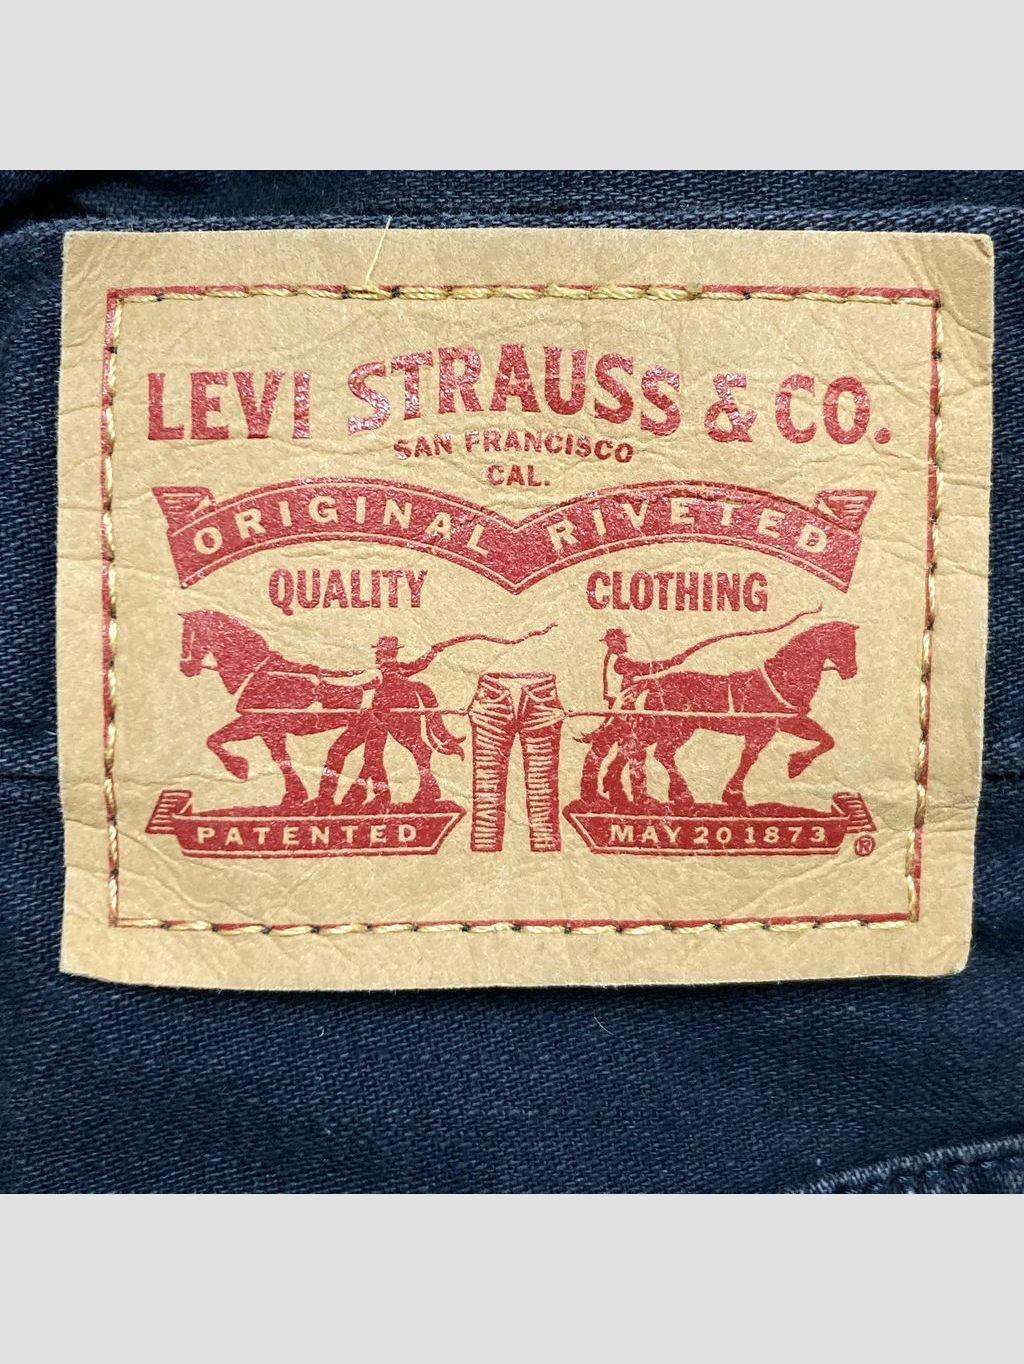 LEVI STRAUSS & CO.
SAN FRANCISCO
CAL.
ORIGINAL RIVETED
QUALITY CLOTHING
PATENTED MAY 20 1873 ®